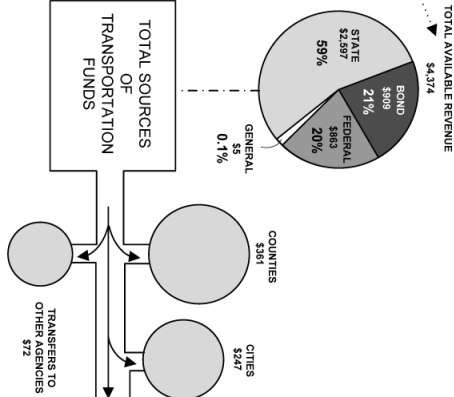 TOTAL AVAILABLE REVENUE
$4,374
STATE
$2,597
59%
BOND
$909
21%
FEDERAL
$863
20%
GENERAL
$5
0.1%
TOTAL SOURCES
OF
TRANSPORTATION
FUNDS
COUNTIES
$361
CITIES
$247
TRANSFERS TO
OTHER AGENCIES
$72